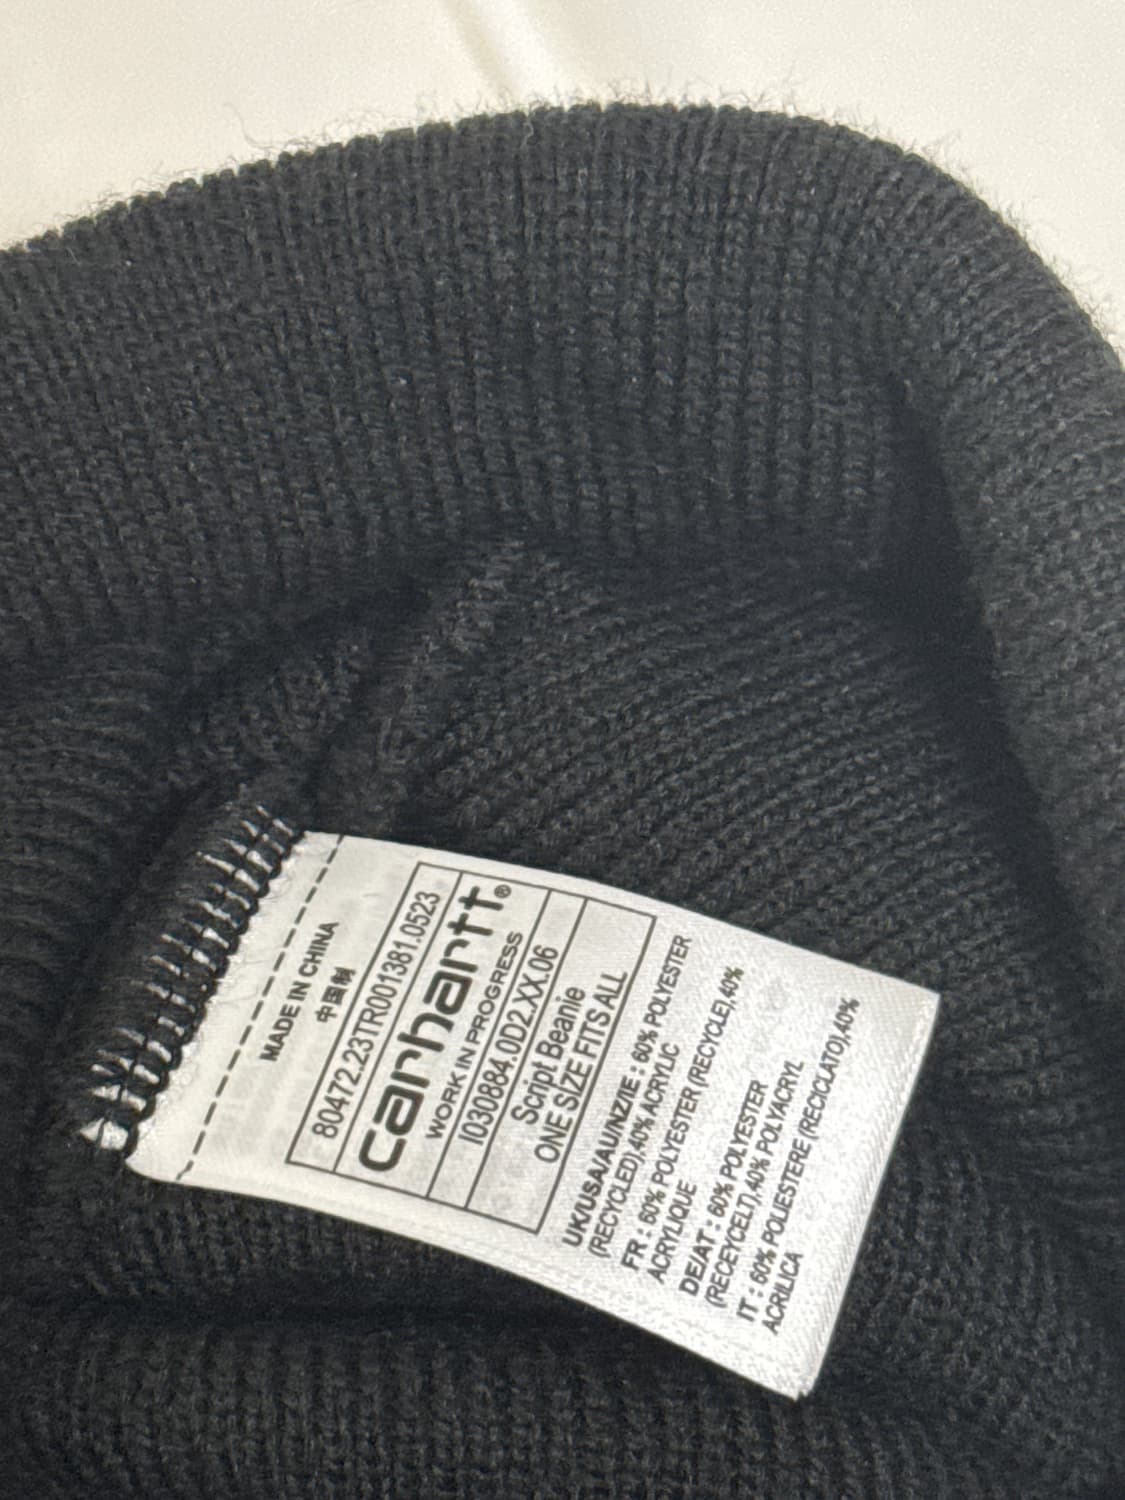 MADE IN CHINA
中国制
80472.23TR001381.0523
carhartt®
WORK IN PROGRESS
I030884.0D2.XX.06
Script Beanie
ONE SIZE FITS ALL
UK/USA/AU/NZ/IE : 60% POLYESTER
(RECYCLED),40% ACRYLIC
FR : 60% POLYESTER (RECYCLE),40%
ACRYLIQUE
DE/AT : 60% POLYESTER
(RECEYCELT),40% POLYACRYL
IT : 60% POLIESTERE (RECICLATO),40%
ACRILICA